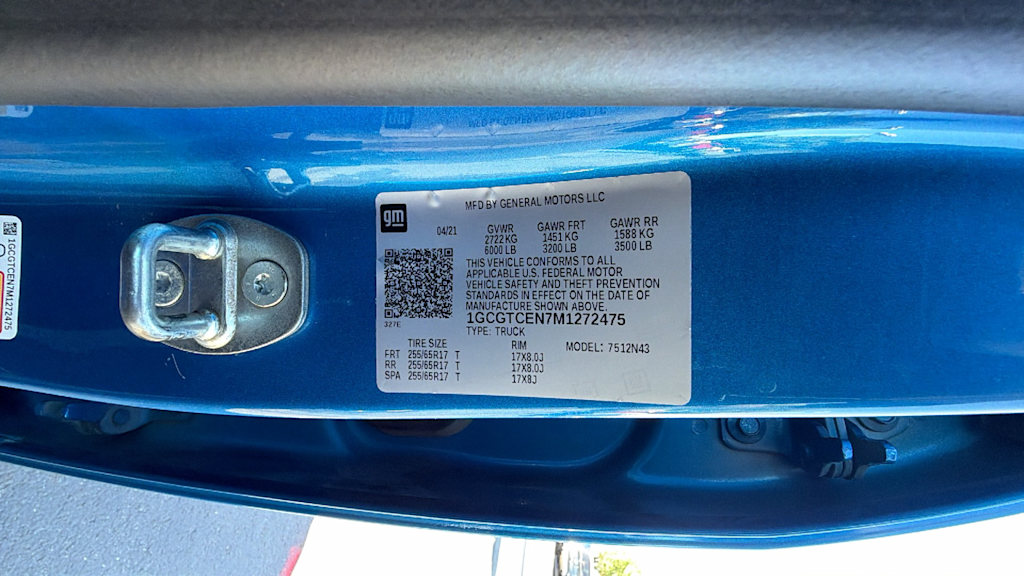 gm
MFD BY GENERAL MOTORS LLC
04/21
GVWR GAWR FRT GAWR RR
2722 KG 1451 KG 1588 KG
6000 LB 3200 LB 3500 LB
THIS VEHICLE CONFORMS TO ALL
APPLICABLE U.S. FEDERAL MOTOR
VEHICLE SAFETY AND THEFT PREVENTION
STANDARDS IN EFFECT ON THE DATE OF
MANUFACTURE SHOWN ABOVE.
1GCGTCEN7M1272475
327E
TYPE: TRUCK
TIRE SIZE RIM MODEL: 7512N43
FRT 255/65R17 T 17X8.0J
RR 255/65R17 T 17X8.0J
SPA 255/65R17 T 17X8J
1GCGTCEN7M1272475